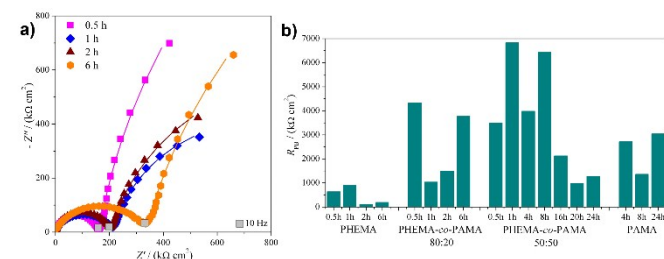 a)
0.5 h
1 h
2 h
6 h
800
600
400
200
0
- Z'' / (kΩ cm²)
0 200 400 600 800
Z' / (kΩ cm²)
10 Hz
b)
7000
6000
5000
4000
3000
2000
1000
0
R / (kΩ cm²)
0.5h 1h 2h 6h 0.5h 1h 2h 6h 0.5h 1h 4h 8h 16h 20h 24h 4h 8h 24h
PHEMA PHEMA-co-PAMA PHEMA-co-PAMA PAMA
80:20 50:50